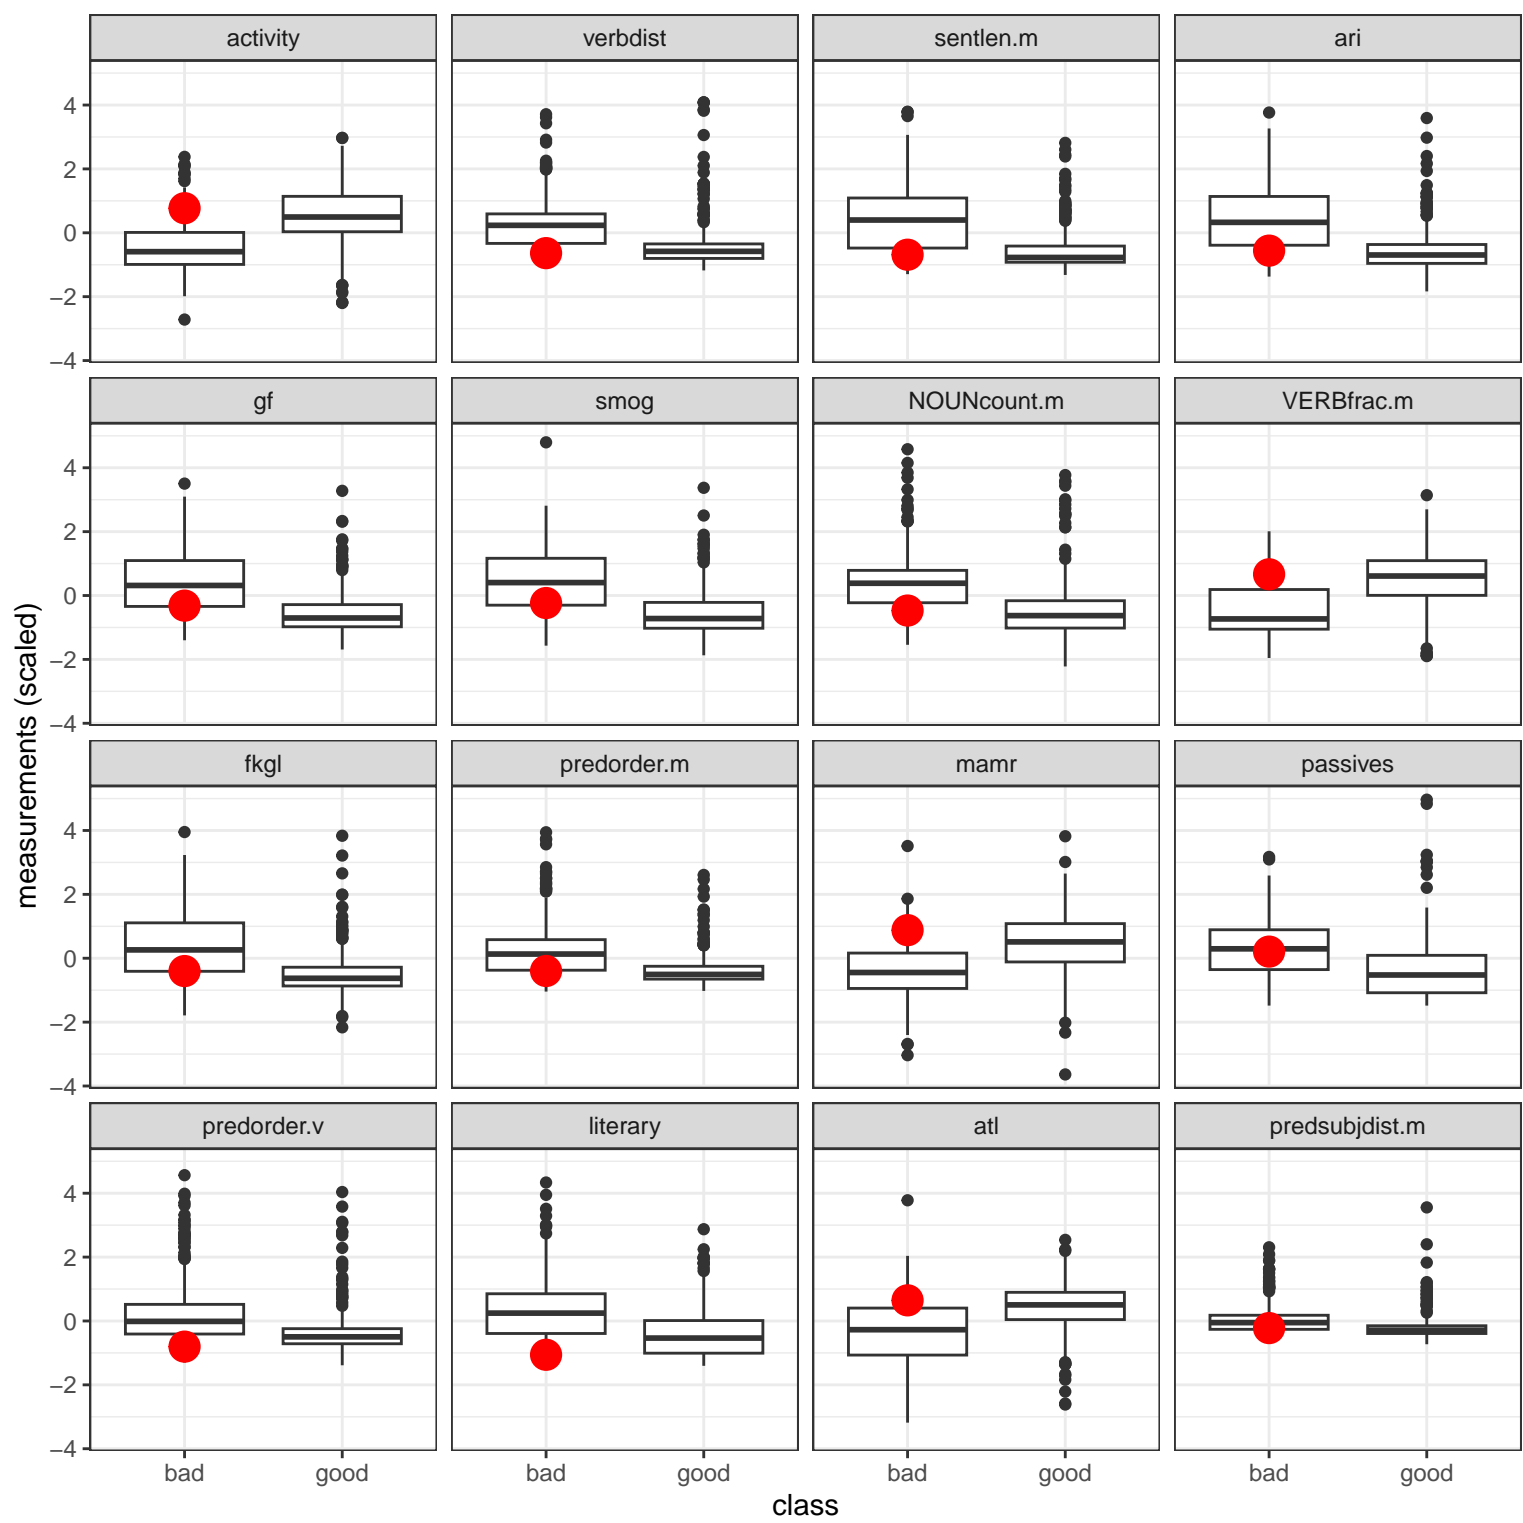 activity verbdist sentlen.m ari
4
2
0
−2
−4
gf smog NOUNcount.m VERBfrac.m
4
2
0
−2
−4
fkgl predorder.m mamr passives
4
2
0
−2
−4
predorder.v literary atl predsubjdist.m
4
2
0
−2
−4
bad good bad good bad good bad good
class
measurements (scaled)